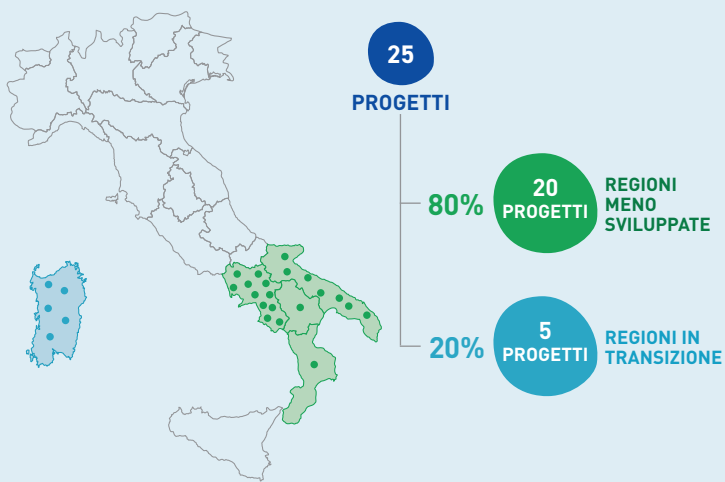 25
PROGETTI
80%
20
PROGETTI
REGIONI
MENO
SVILUPPATE
20%
5
PROGETTI
REGIONI IN
TRANSIZIONE